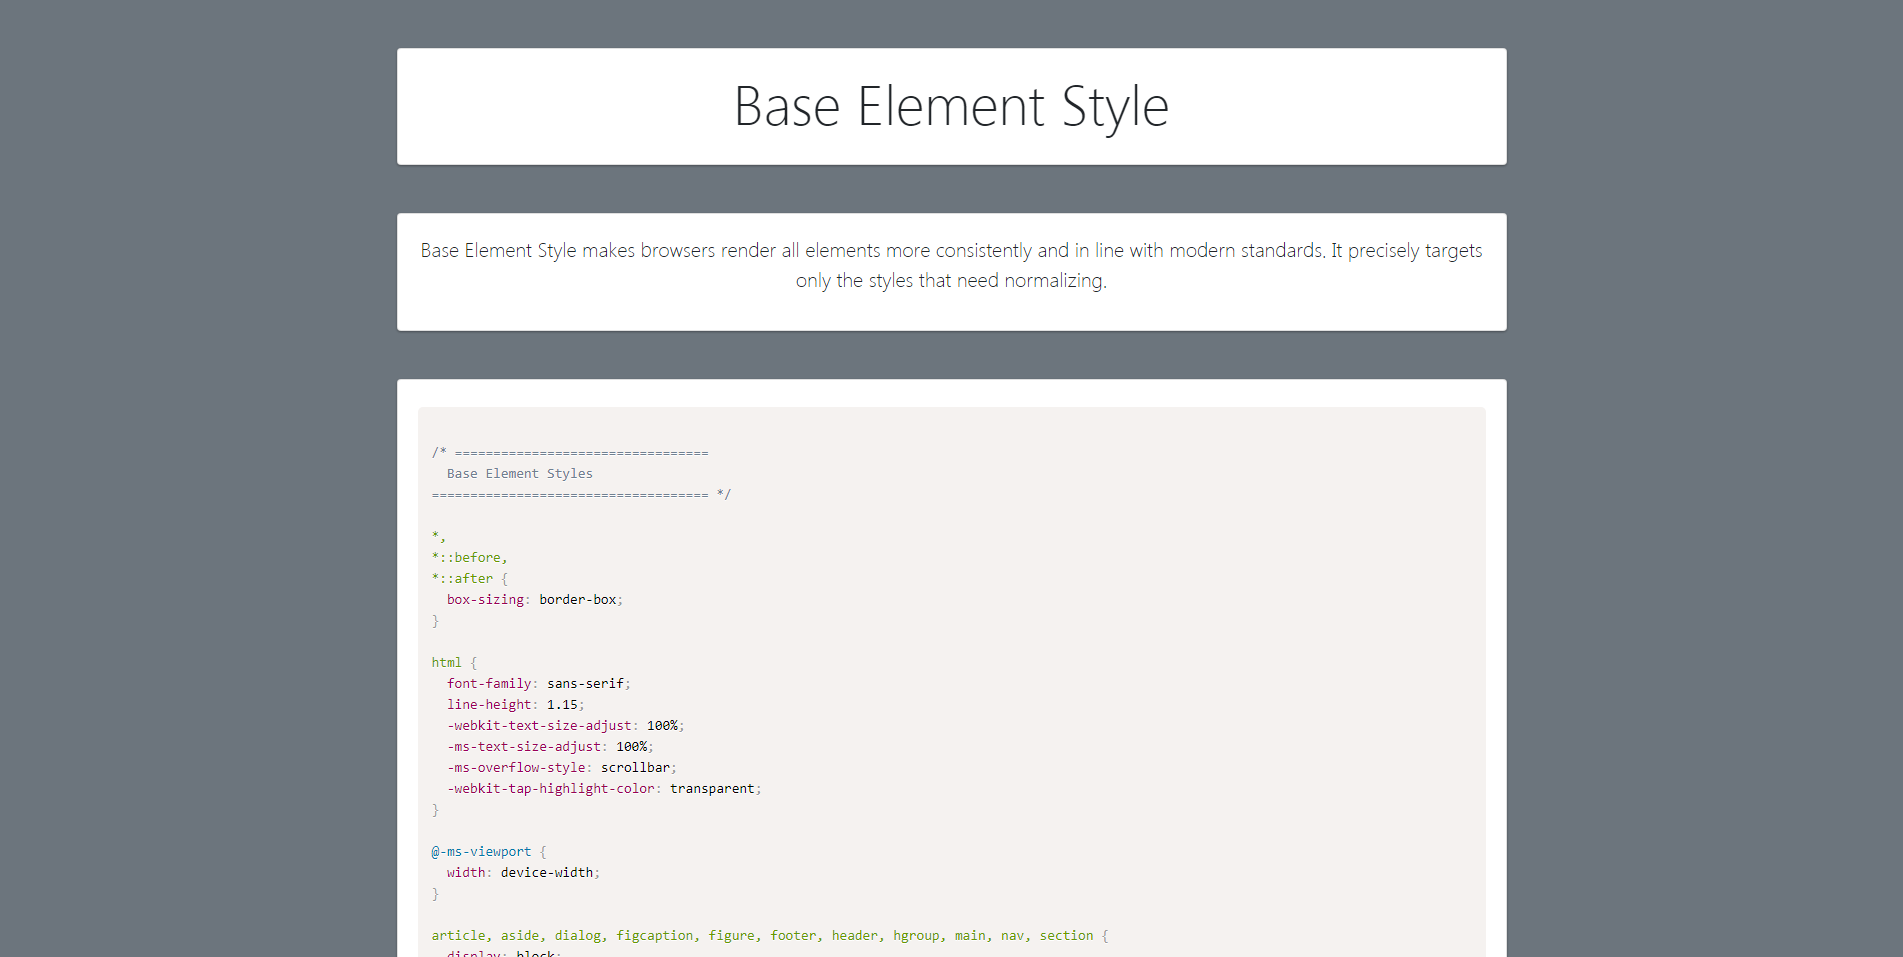 Base Element Style
Base Element Style makes browsers render all elements more consistently and in line with modern standards. It precisely targets
only the styles that need normalizing.
/* =================================
  Base Element Styles
==================================== */
*,
*::before,
*::after {
  box-sizing: border-box;
}
html {
  font-family: sans-serif;
  line-height: 1.15;
  -webkit-text-size-adjust: 100%;
  -ms-text-size-adjust: 100%;
  -ms-overflow-style: scrollbar;
  -webkit-tap-highlight-color: transparent;
}
@-ms-viewport {
  width: device-width;
}
article, aside, dialog, figcaption, figure, footer, header, hgroup, main, nav, section {
  display: block;